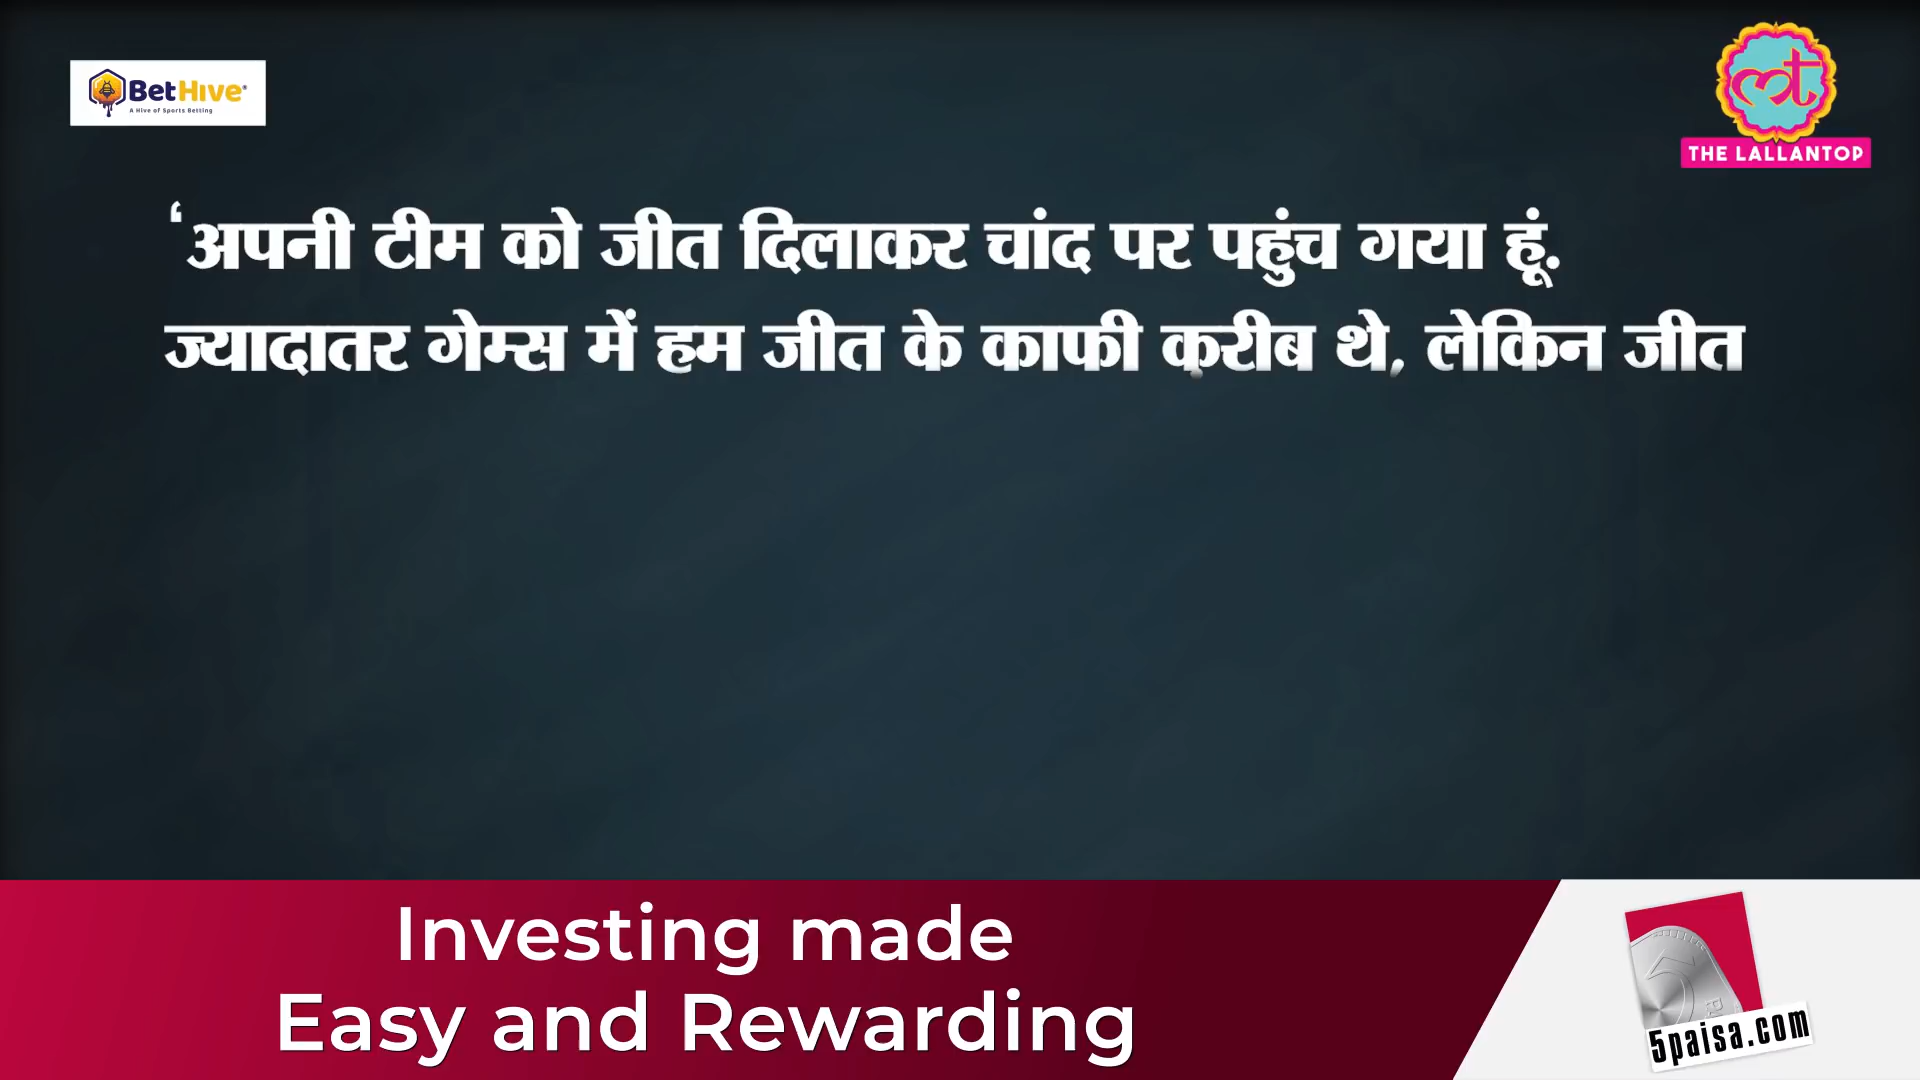 BetHive®
A Hive of Sports Betting
THE LALLANTOP
‘अपनी टीम को जीत दिलाकर चांद पर पहुंच गया हूं.
ज्यादातर गेम्स में हम जीत के काफी क़रीब थे, लेकिन जीत
Investing made
Easy and Rewarding
5paisa.com